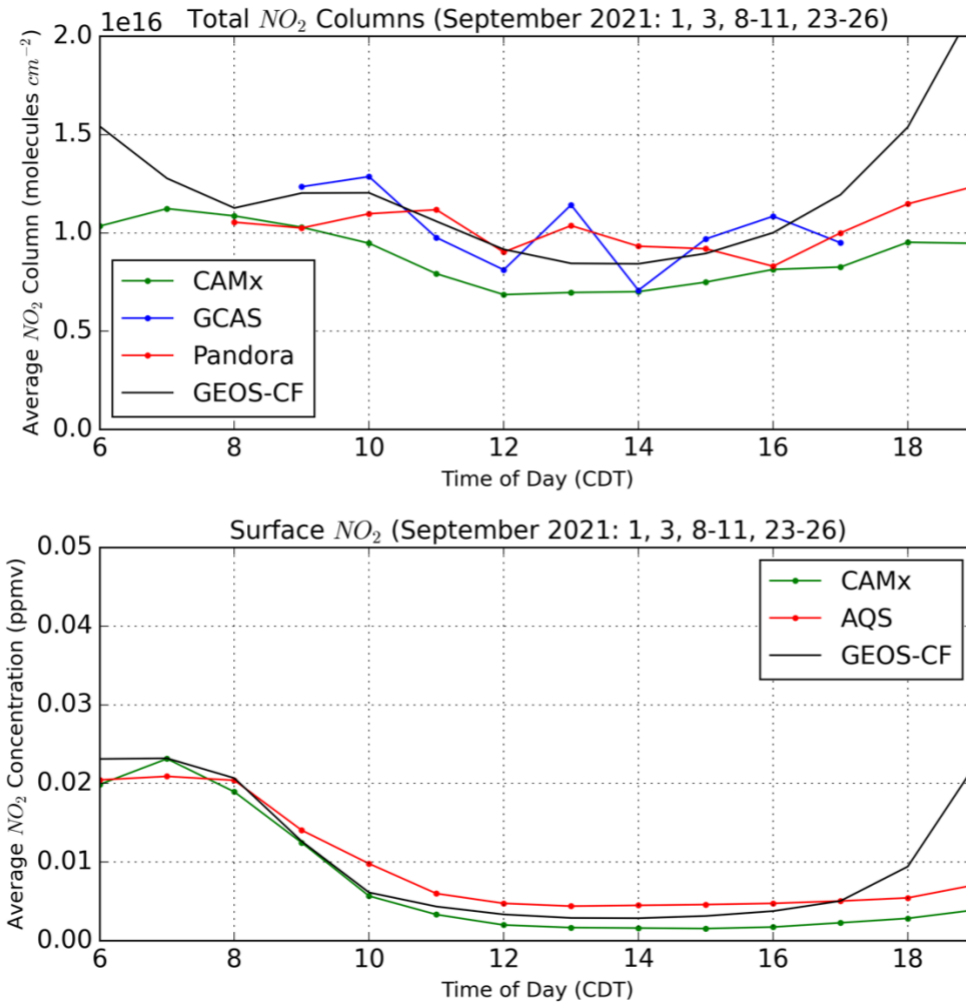 Total NO₂ Columns (September 2021: 1, 3, 8-11, 23-26)
1e16
2.0
1.5
1.0
0.5
0.0
Average NO₂ Column (molecules cm⁻²)
CAMx
GCAS
Pandora
GEOS-CF
6 8 10 12 14 16 18
Time of Day (CDT)
Surface NO₂ (September 2021: 1, 3, 8-11, 23-26)
0.05
0.04
0.03
0.02
0.01
0.00
Average NO₂ Concentration (ppmv)
CAMx
AQS
GEOS-CF
6 8 10 12 14 16 18
Time of Day (CDT)